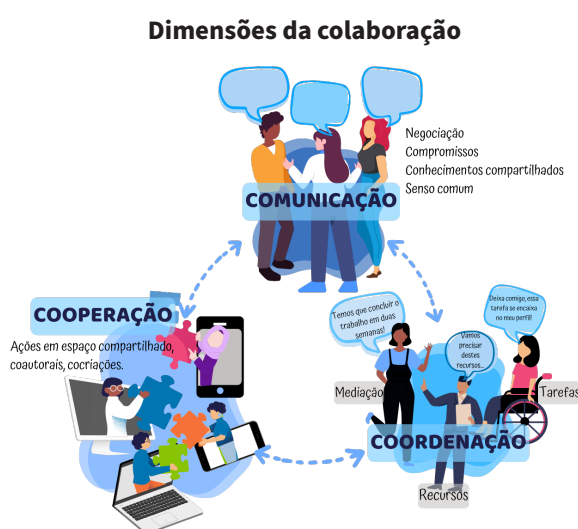 Dimensões da colaboração
Negociação
Compromissos
Conhecimentos compartilhados
Senso comum
COMUNICAÇÃO
COOPERAÇÃO
Ações em espaço compartilhado,
coautorais, cocriações.
Temos que concluir o
trabalho em duas
semanas!
Vamos
precisar
destes
recursos...
Deixa comigo, essa
tarefa se encaixa
no meu perfil!
Mediação
Tarefas
COORDENAÇÃO
Recursos